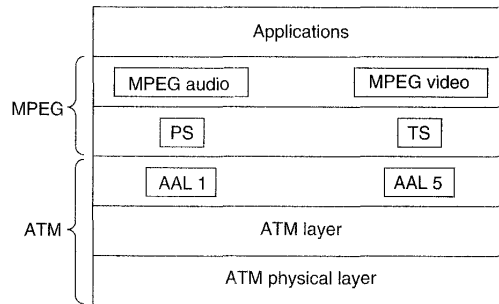 Applications
MPEG audio MPEG video
MPEG
PS TS
AAL 1 AAL 5
ATM
ATM layer
ATM physical layer